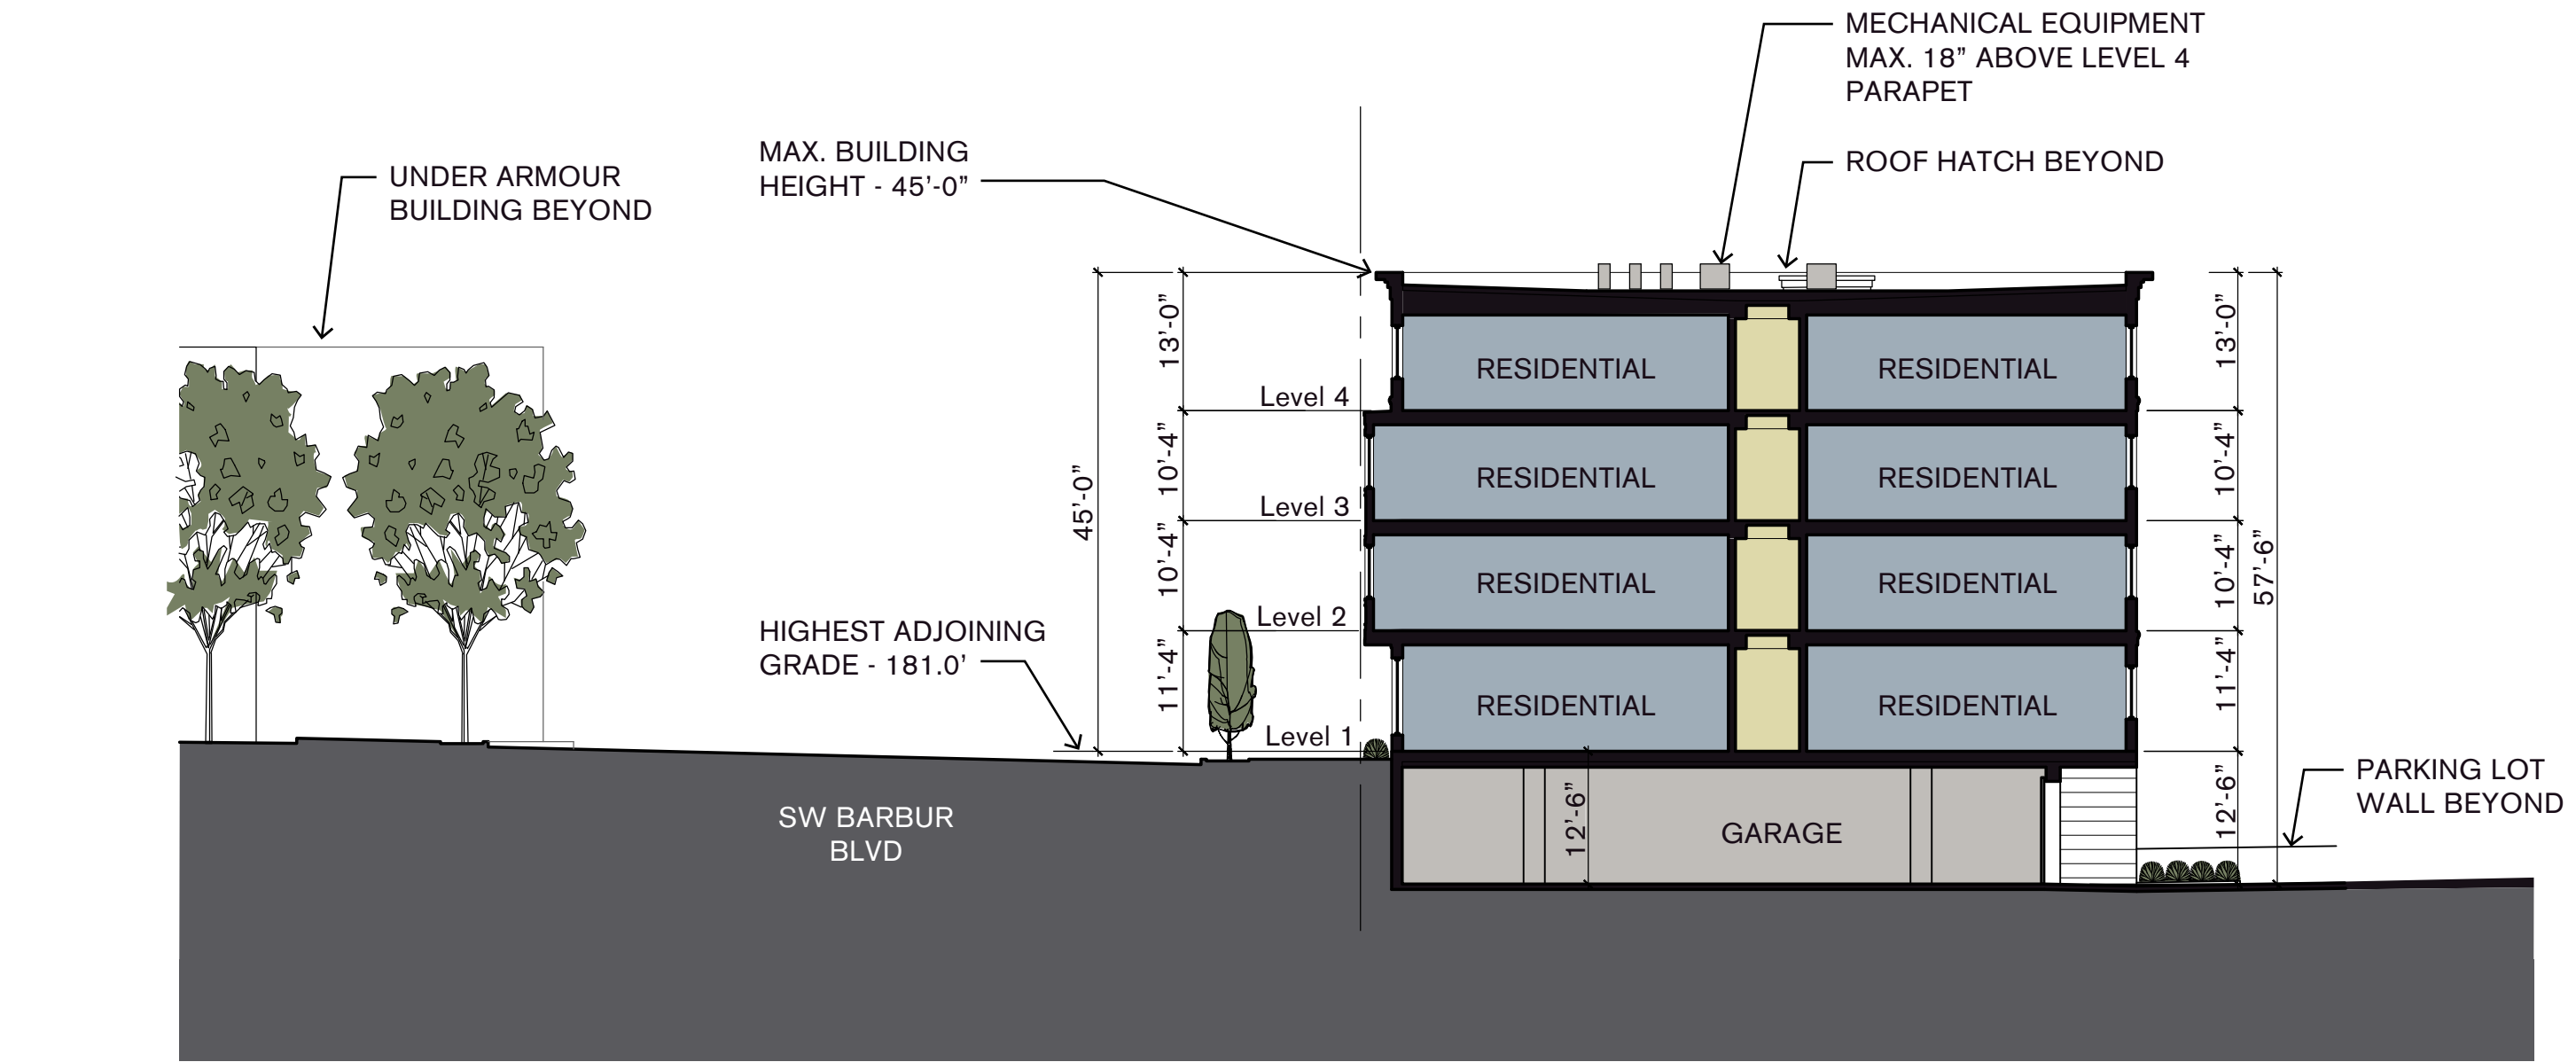 MECHANICAL EQUIPMENT
MAX. 18” ABOVE LEVEL 4
PARAPET
ROOF HATCH BEYOND
MAX. BUILDING
HEIGHT - 45’-0”
UNDER ARMOUR
BUILDING BEYOND
13’-0”
RESIDENTIAL
RESIDENTIAL
13’-0”
Level 4
10’-4”
RESIDENTIAL
RESIDENTIAL
10’-4”
45’-0”
Level 3
10’-4”
RESIDENTIAL
RESIDENTIAL
10’-4”
57’-6”
Level 2
HIGHEST ADJOINING
GRADE - 181.0’
11’-4”
RESIDENTIAL
RESIDENTIAL
11’-4”
Level 1
PARKING LOT
WALL BEYOND
SW BARBUR
BLVD
12’-6”
GARAGE
12’-6”